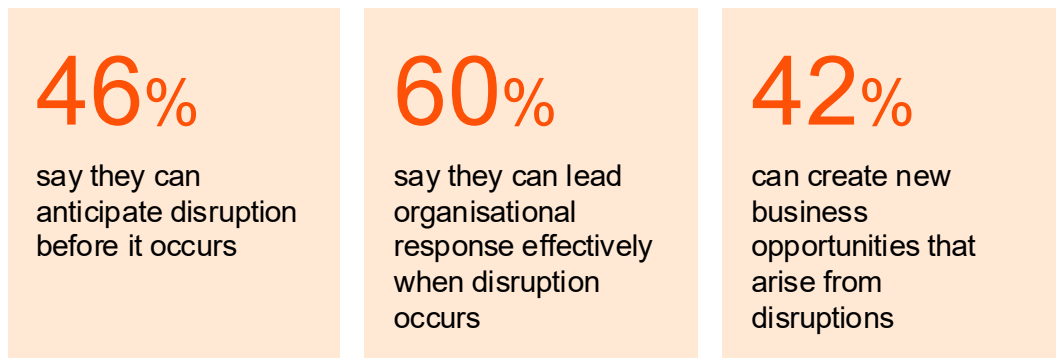 46%
say they can
anticipate disruption
before it occurs
60%
say they can lead
organisational
response effectively
when disruption
occurs
42%
can create new
business
opportunities that
arise from
disruptions